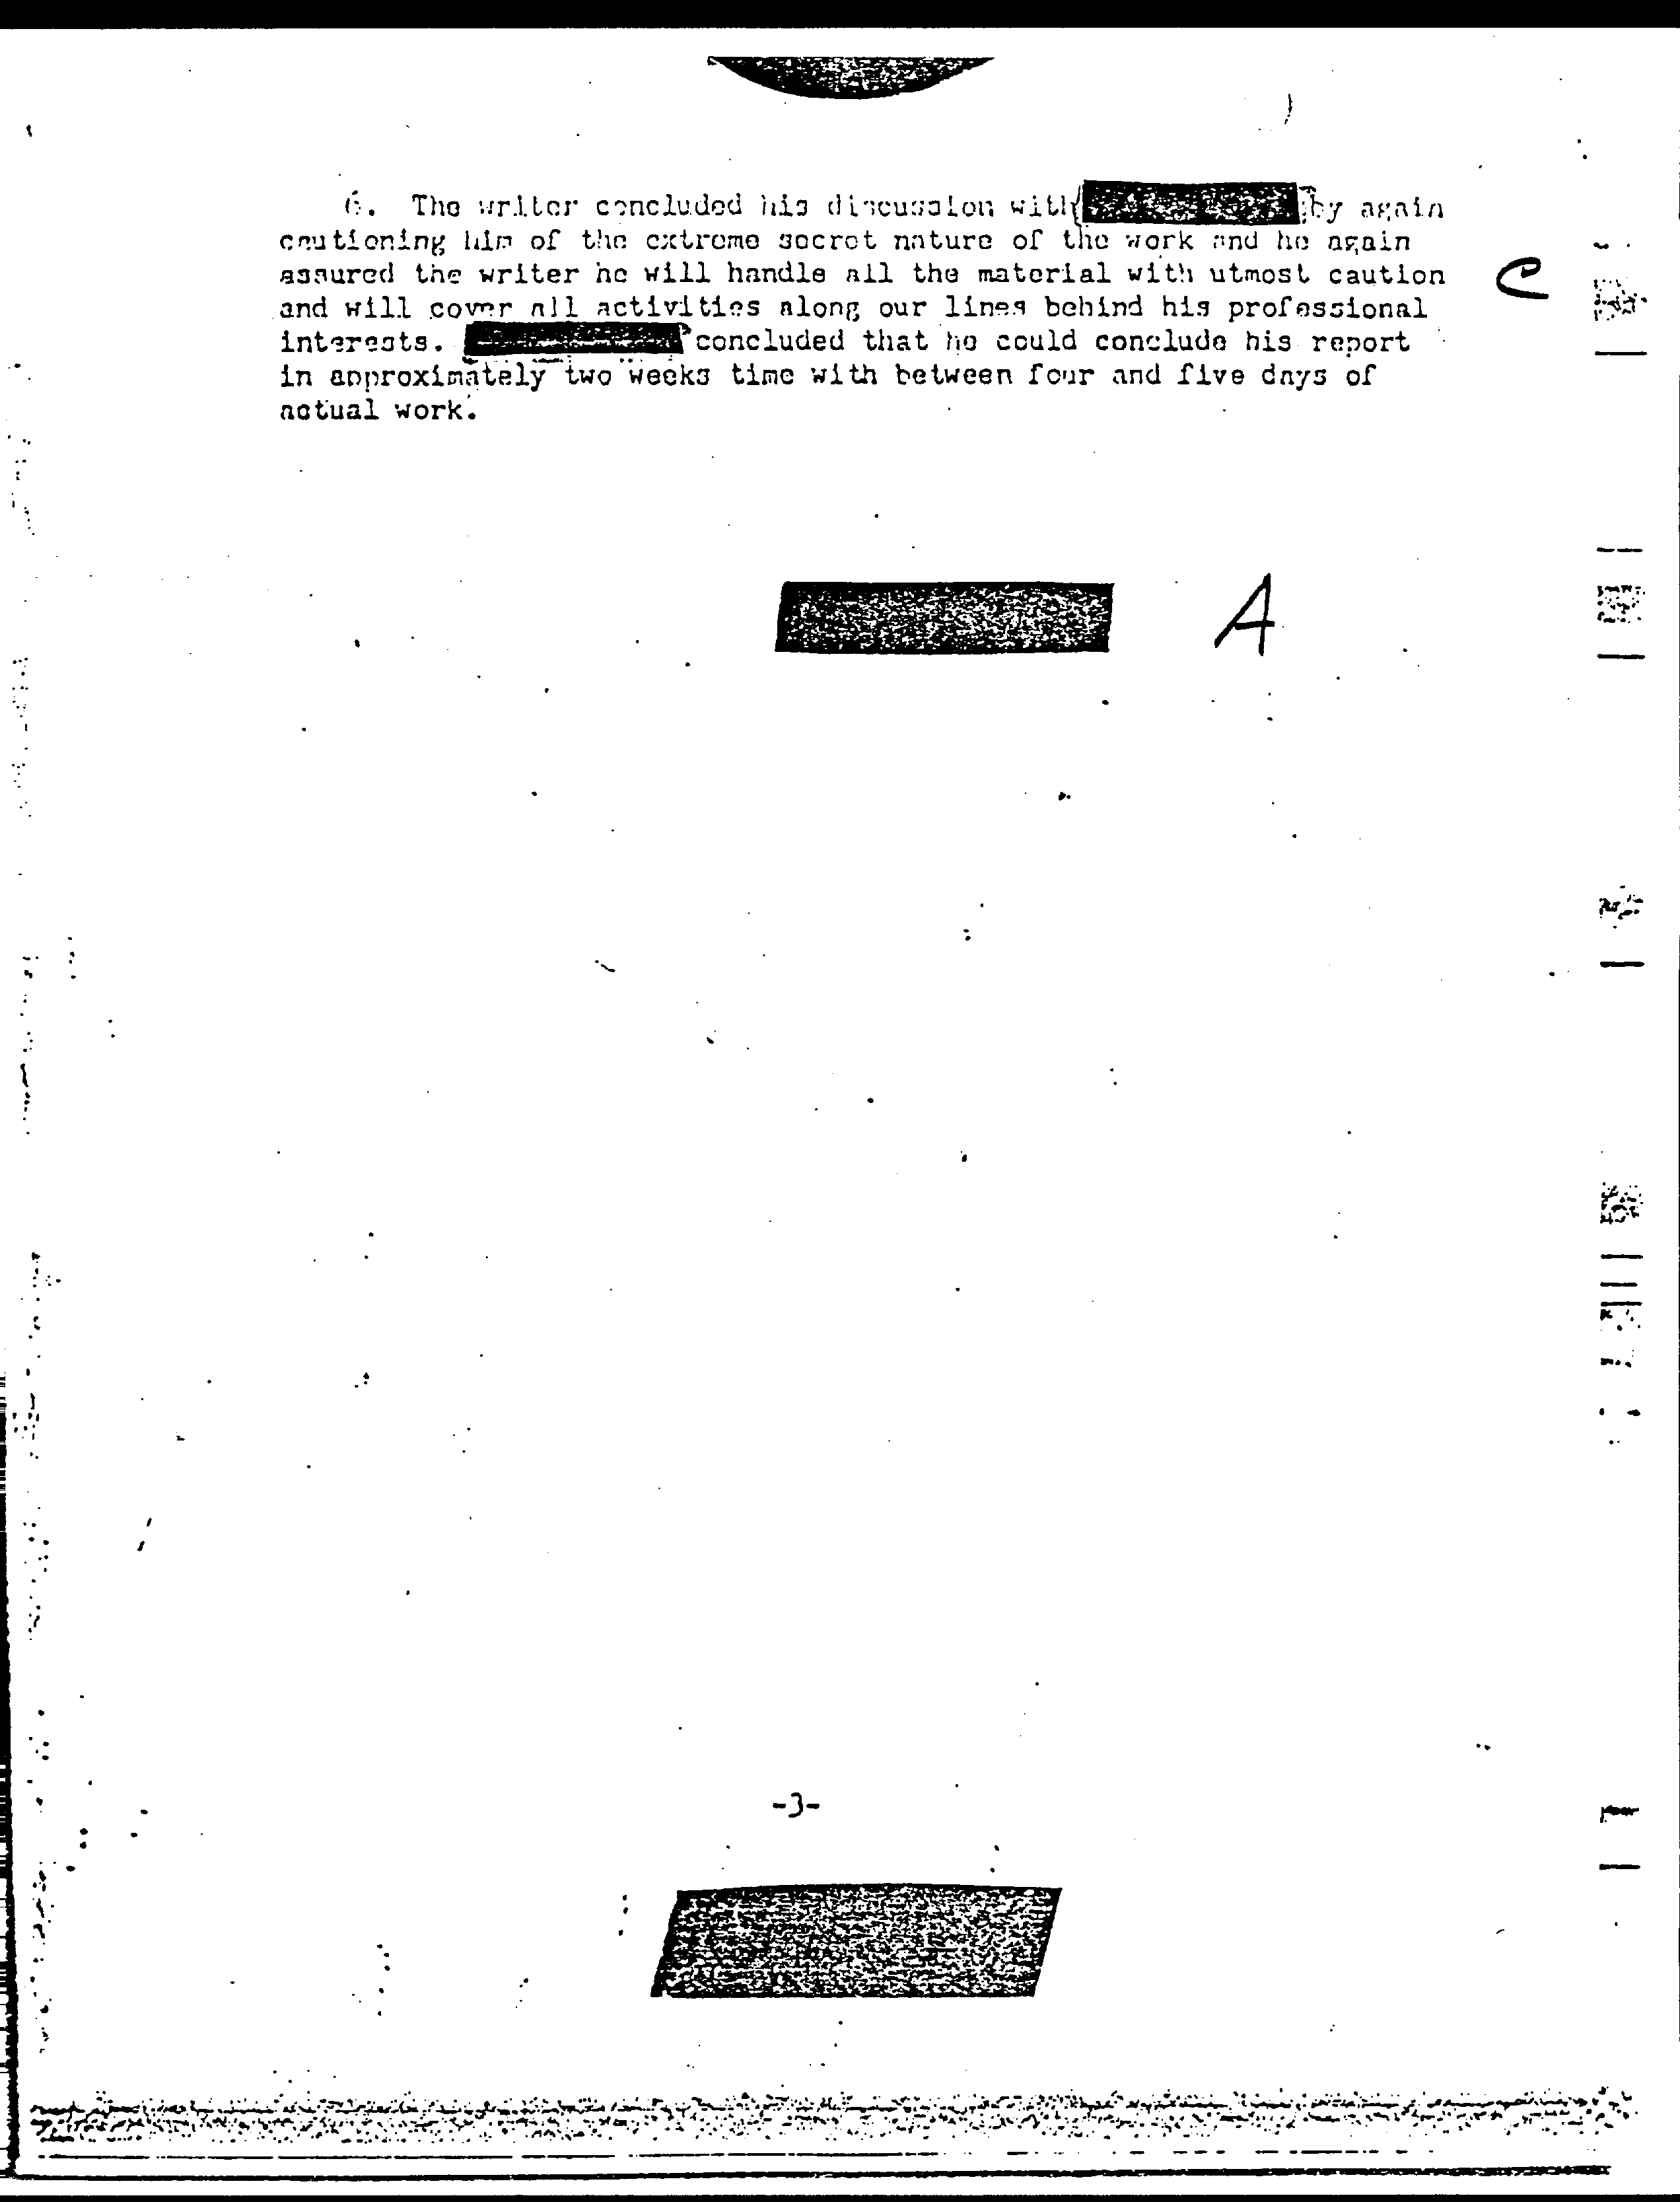 6. The writer concluded his discussion with by again
cautioning him of the extreme secret nature of the work and he again
assured the writer he will handle all the material with utmost caution
and will cover all activities along our lines behind his professional
interests. concluded that he could conclude his report
in approximately two weeks time with between four and five days of
actual work.
C
A
-3-